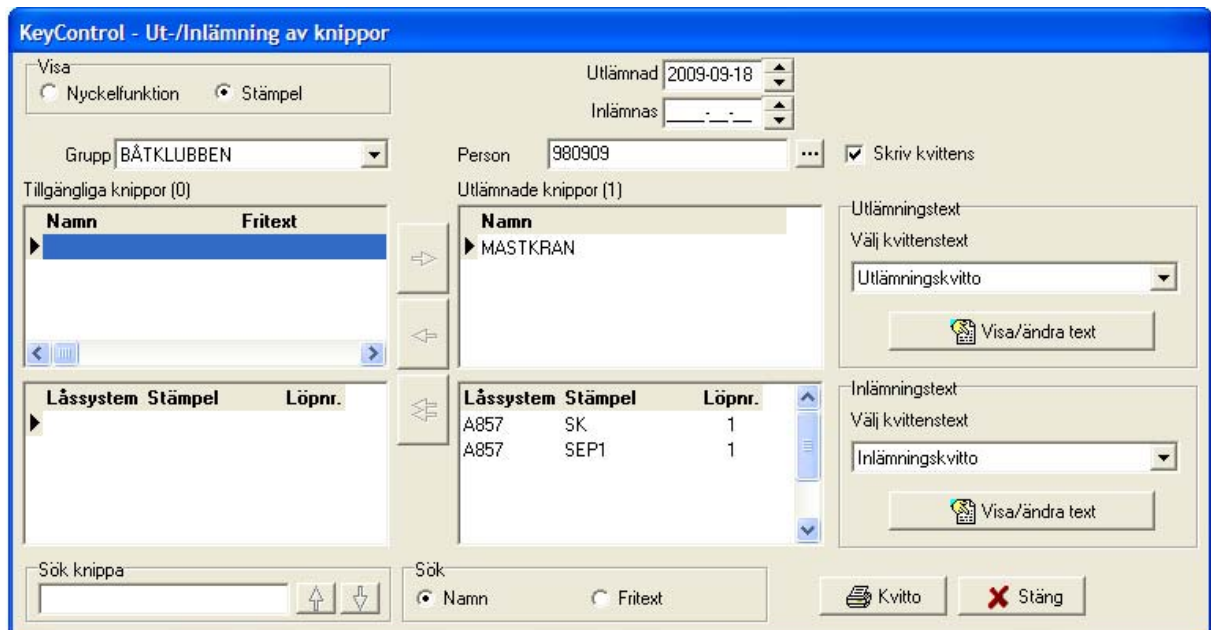 KeyControl - Ut-/Inlämning av knippor
Visa
Nyckelfunktion Stämpel
Utlämnad 2009-09-18
Inlämnas ____-__-__
Grupp BÅTKLUBBEN
Person 980909 ... Skriv kvittens
Tillgängliga knippor (0)
Namn Fritext
Utlämnade knippor (1)
Namn
MASTKRAN
Utlämningstext
Välj kvittenstext
Utlämningskvitto
Visa/ändra text
Låssystem Stämpel Löpnr.
Låssystem Stämpel Löpnr.
A857 SK 1
A857 SEP1 1
Inlämningstext
Välj kvittenstext
Inlämningskvitto
Visa/ändra text
Sök knippa
Sök
Namn Fritext
Kvitto
Stäng